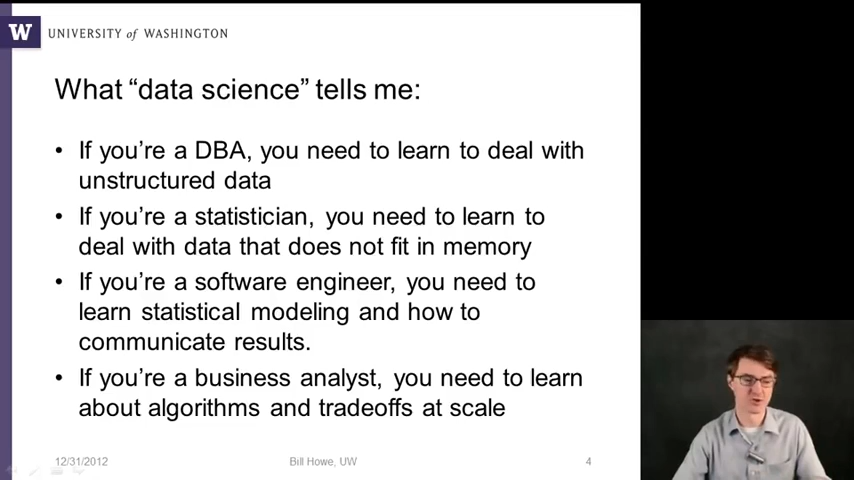 W UNIVERSITY of WASHINGTON
What “data science” tells me:
• If you’re a DBA, you need to learn to deal with
unstructured data
• If you’re a statistician, you need to learn to
deal with data that does not fit in memory
• If you’re a software engineer, you need to
learn statistical modeling and how to
communicate results.
• If you’re a business analyst, you need to learn
about algorithms and tradeoffs at scale
12/31/2012 Bill Howe, UW 4